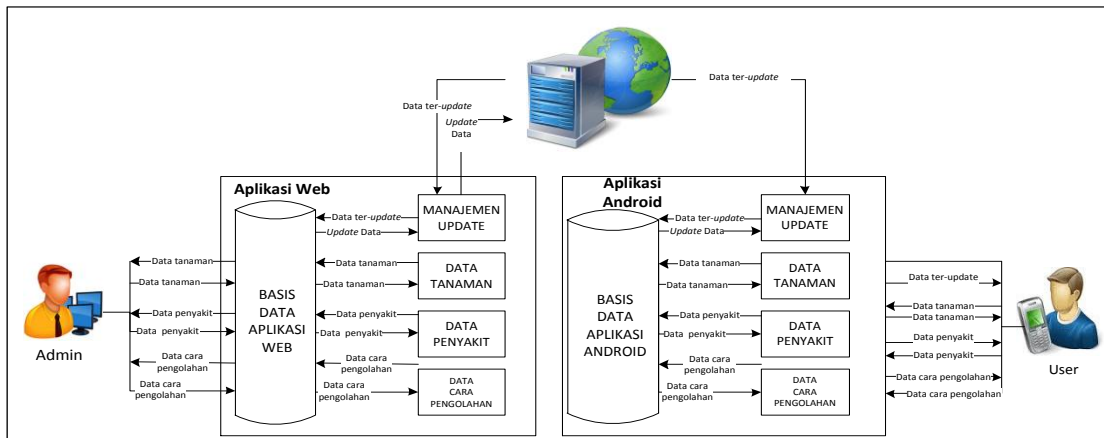 Data ter-update
Data ter-update
Update
Data
Aplikasi Web
MANAJEMEN
UPDATE
Data ter-update
Update Data
Data tanaman
Data tanaman
DATA
TANAMAN
Data penyakit
Data penyakit
DATA
PENYAKIT
Data cara
pengolahan
Data cara
pengolahan
DATA
CARA
PENGOLAHAN
BASIS
DATA
APLIKASI
WEB
Data tanaman
Data tanaman
Data penyakit
Data penyakit
Data cara
pengolahan
Data cara
pengolahan
Admin
Aplikasi
Android
MANAJEMEN
UPDATE
Data ter-update
Update Data
Data tanaman
Data tanaman
DATA
TANAMAN
Data penyakit
Data penyakit
DATA
PENYAKIT
Data cara
pengolahan
Data cara
pengolahan
DATA
CARA
PENGOLAHAN
BASIS
DATA
APLIKASI
ANDROID
Data ter-update
Data tanaman
Data tanaman
Data penyakit
Data penyakit
Data cara pengolahan
Data cara pengolahan
User